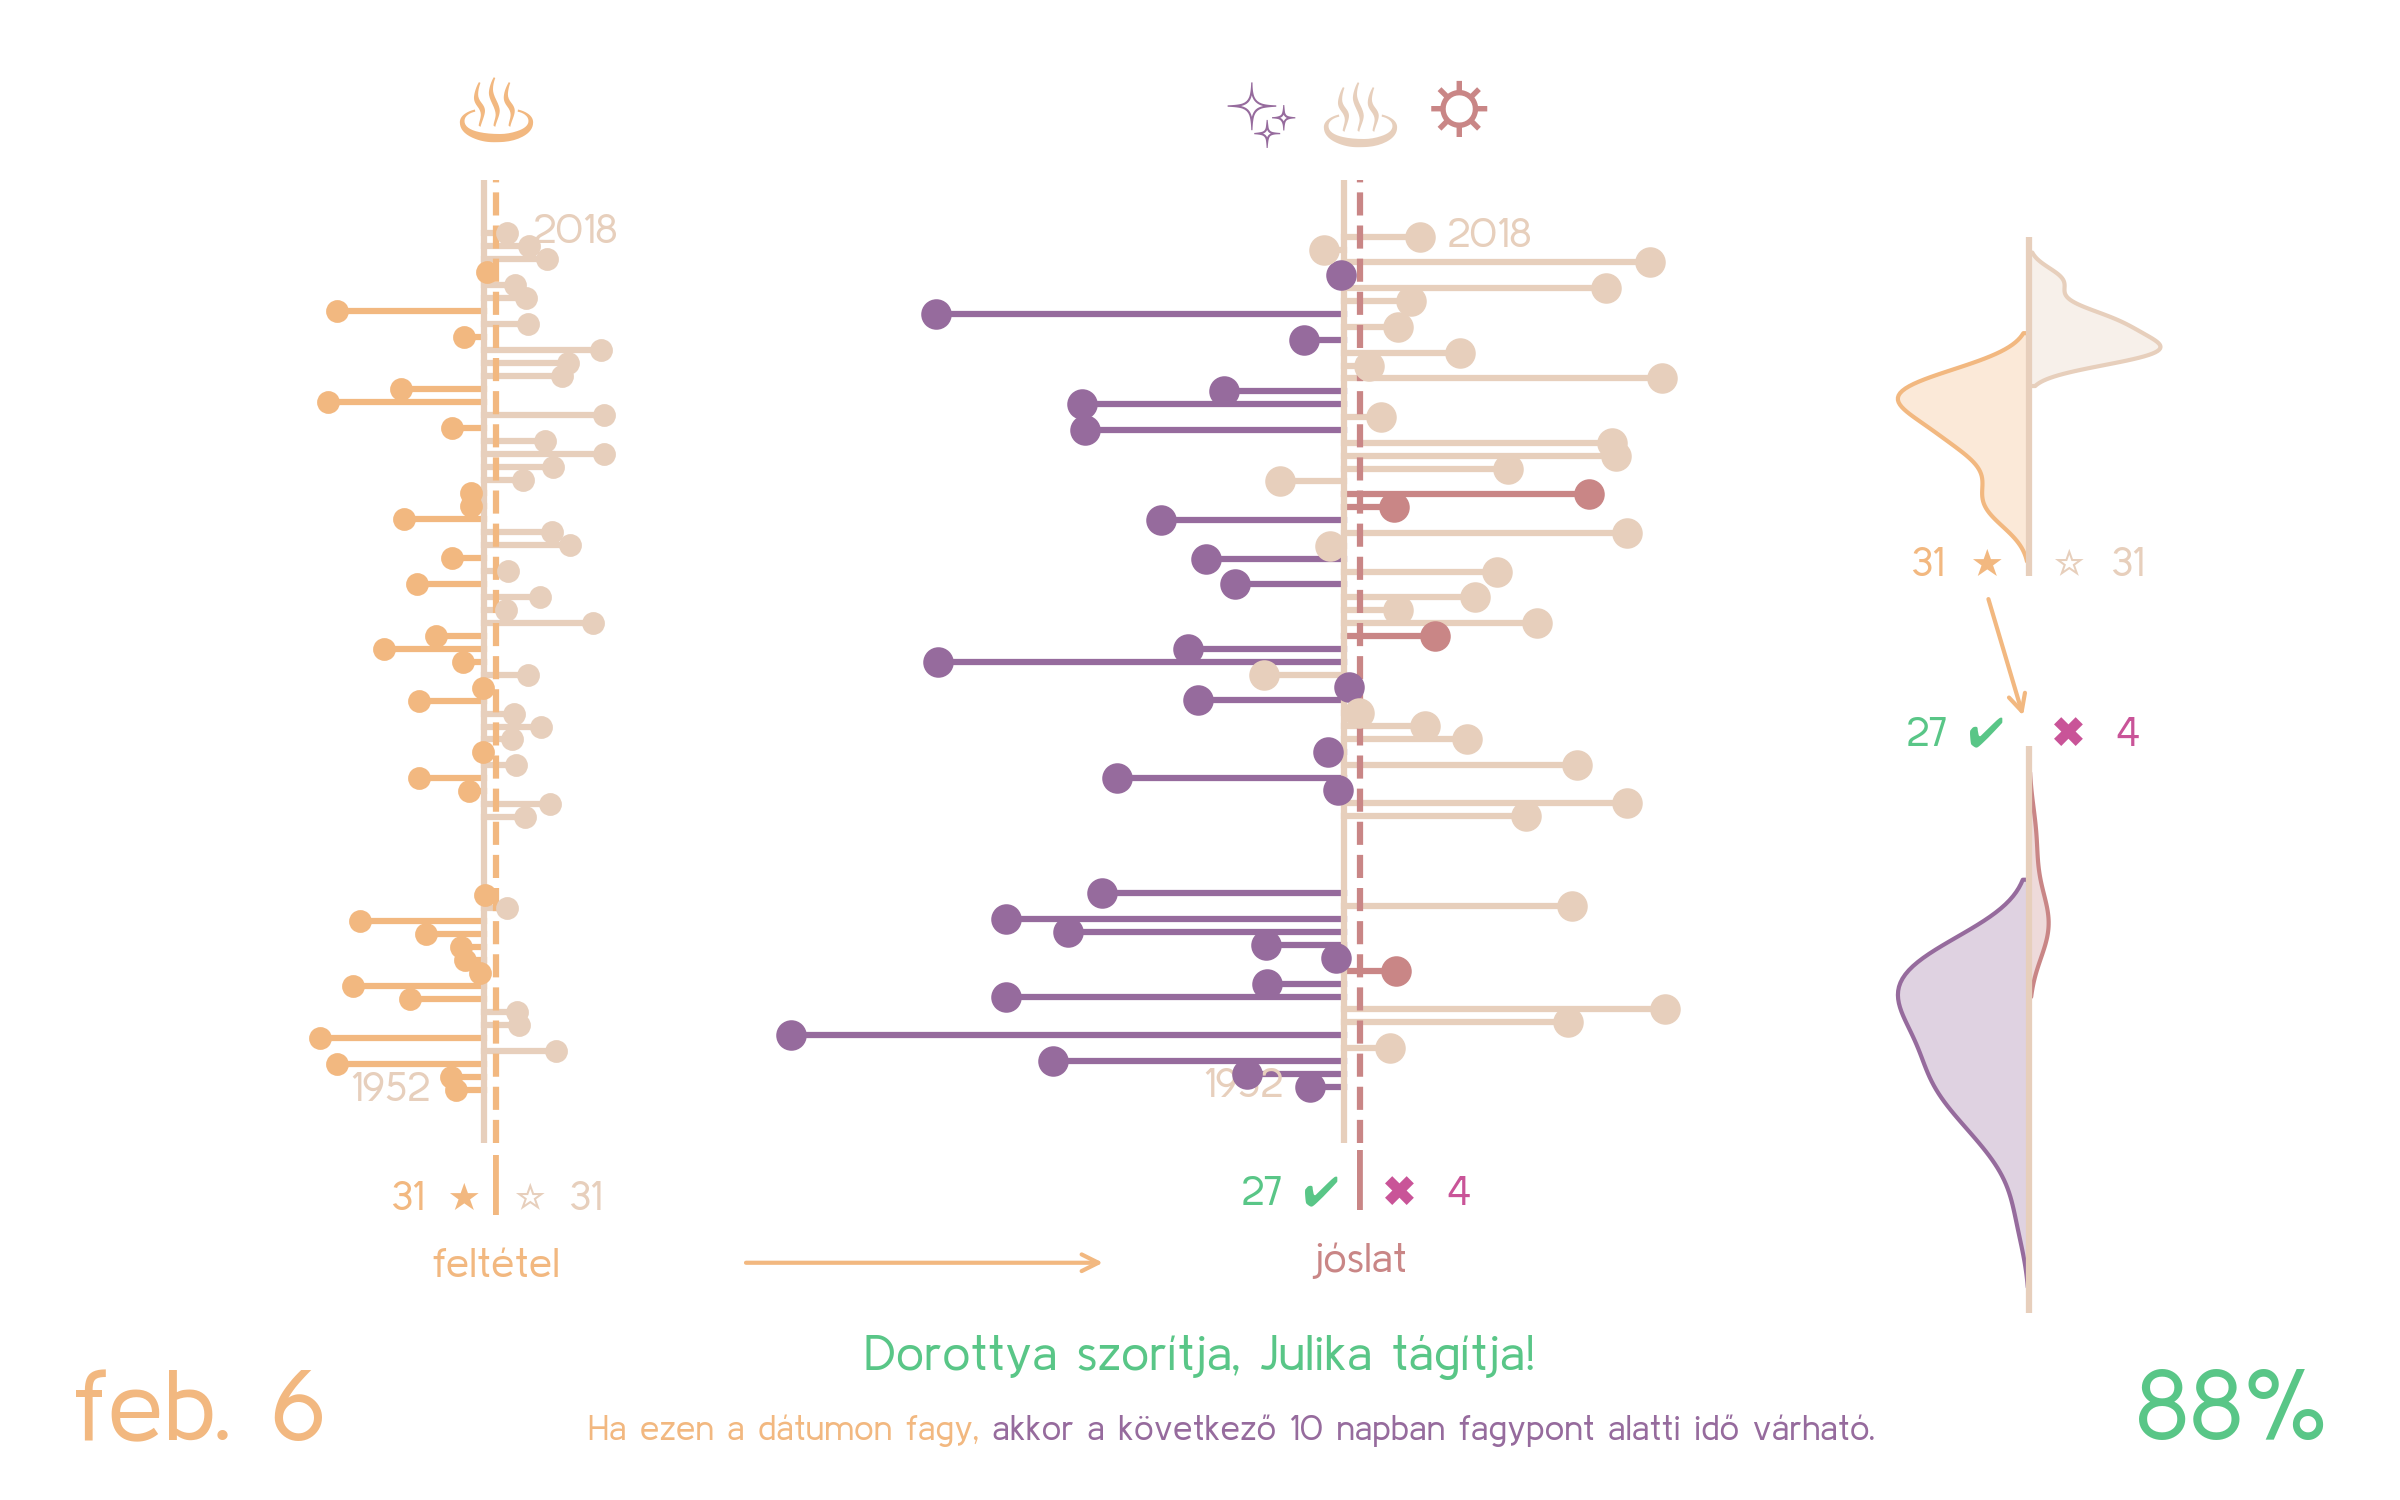 2018
2018
31 ★ ☆ 31
27 ✔ ✖ 4
1952
1952
31 ★ ☆ 31
27 ✔ ✖ 4
feltétel
jóslat
Dorottya szorítja, Julika tágítja!
feb. 6
Ha ezen a dátumon fagy, akkor a következő 10 napban fagypont alatti idő várható.
88%